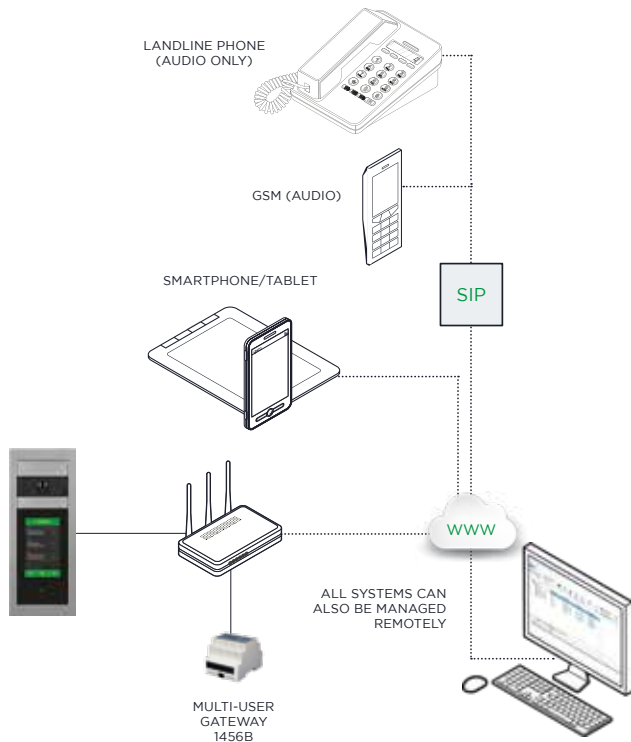 LANDLINE PHONE
(AUDIO ONLY)
GSM (AUDIO)
SIP
SMARTPHONE/TABLET
WWW
ALL SYSTEMS CAN
ALSO BE MANAGED
REMOTELY
MULTI-USER
GATEWAY
1456B